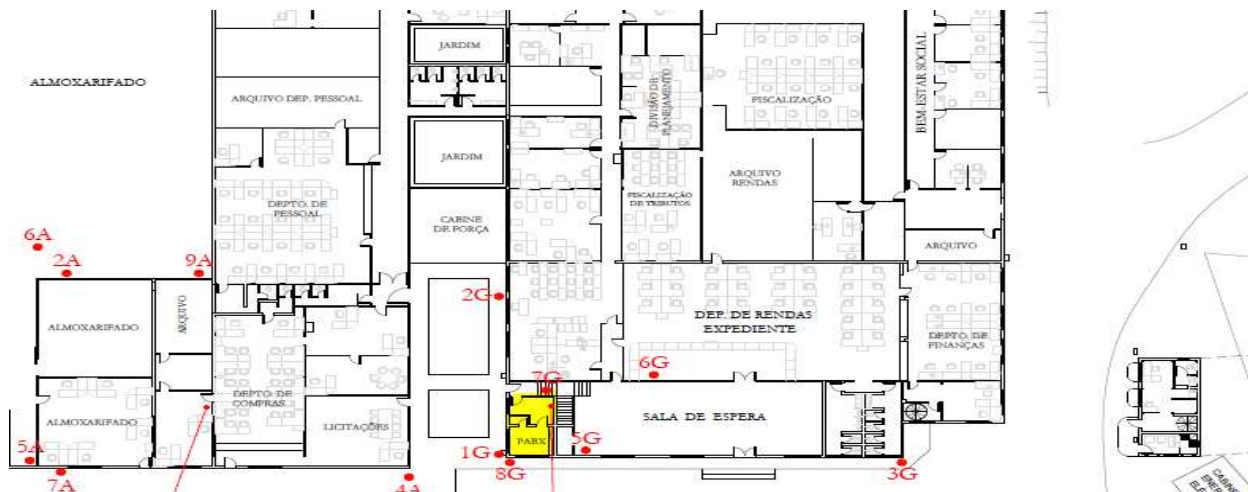 JARDIM
ALMOXARIFADO
ARQUIVO DEP. PESSOAL
DIVISÃO DE
PLANEJAMENTO
FISCALIZAÇÃO
BEM-ESTAR SOCIAL
JARDIM
ARQUIVO
RENDAS
DEPTO. DE
PESSOAL
FISCALIZAÇÃO
DE TRIBUTOS
CABINE
DE FORÇA
6A
ARQUIVO
2A
9A
2G
ALMOXARIFADO
ARQUIVO
DEP. DE RENDAS
EXPEDIENTE
DEPTO. DE
FINANÇAS
6G
7G
DEPTO. DE
COMPRAS
ALMOXARIFADO
LICITAÇÕES
SALA DE ESPERA
PABX
5A
7A
4A
1G
8G
5G
3G